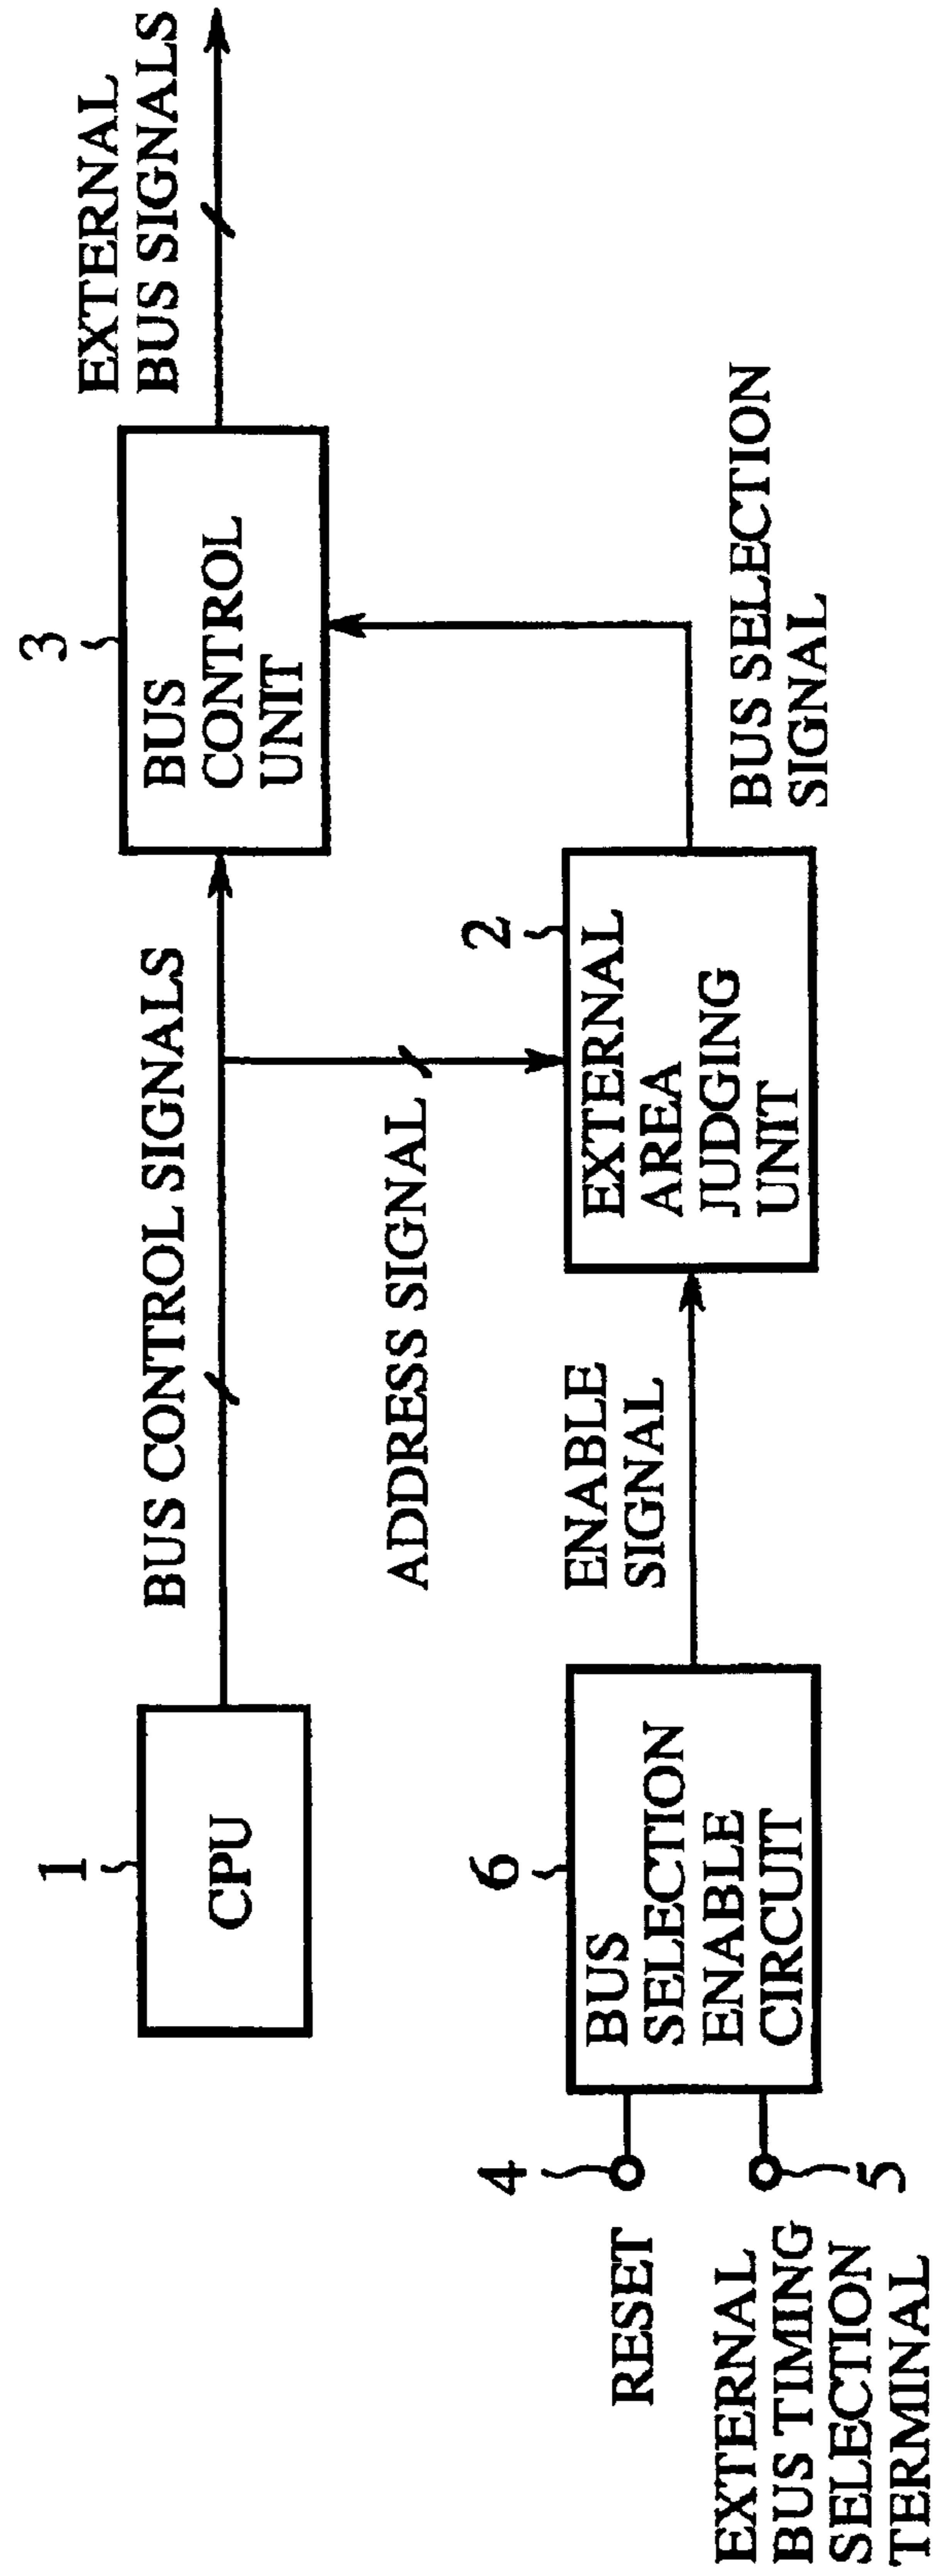 1
CPU
BUS CONTROL SIGNALS
3
BUS
CONTROL
UNIT
EXTERNAL
BUS SIGNALS
ADDRESS SIGNAL
4
RESET
EXTERNAL
BUS TIMING
SELECTION
TERMINAL
5
6
BUS
SELECTION
ENABLE
CIRCUIT
ENABLE
SIGNAL
2
EXTERNAL
AREA
JUDGING
UNIT
BUS SELECTION
SIGNAL